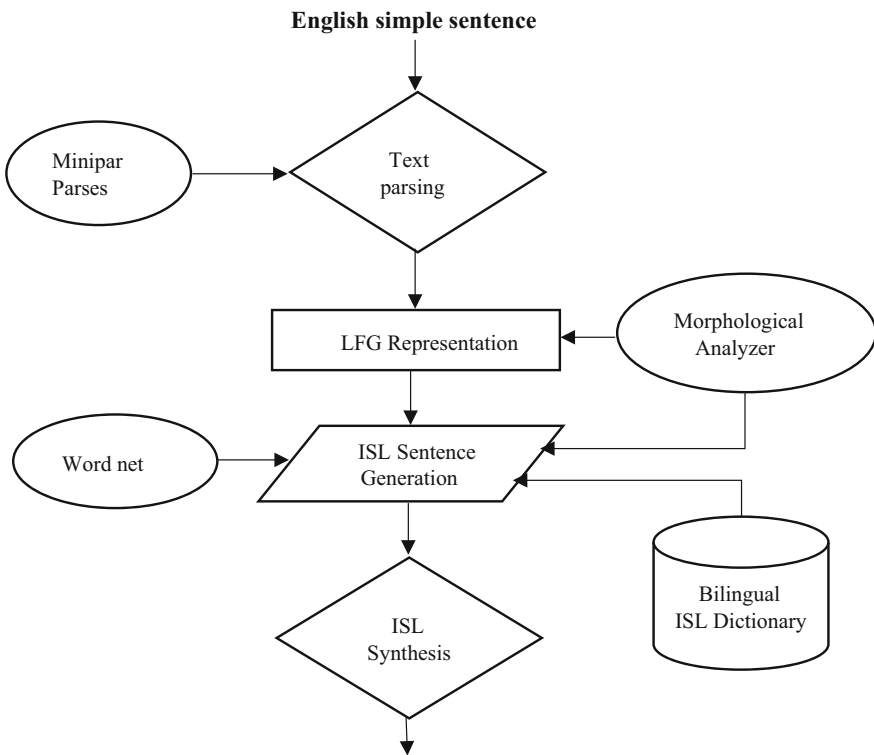 English simple sentence
Minipar
Parses
Text
parsing
LFG Representation
Morphological
Analyzer
Word net
ISL Sentence
Generation
Bilingual
ISL Dictionary
ISL
Synthesis